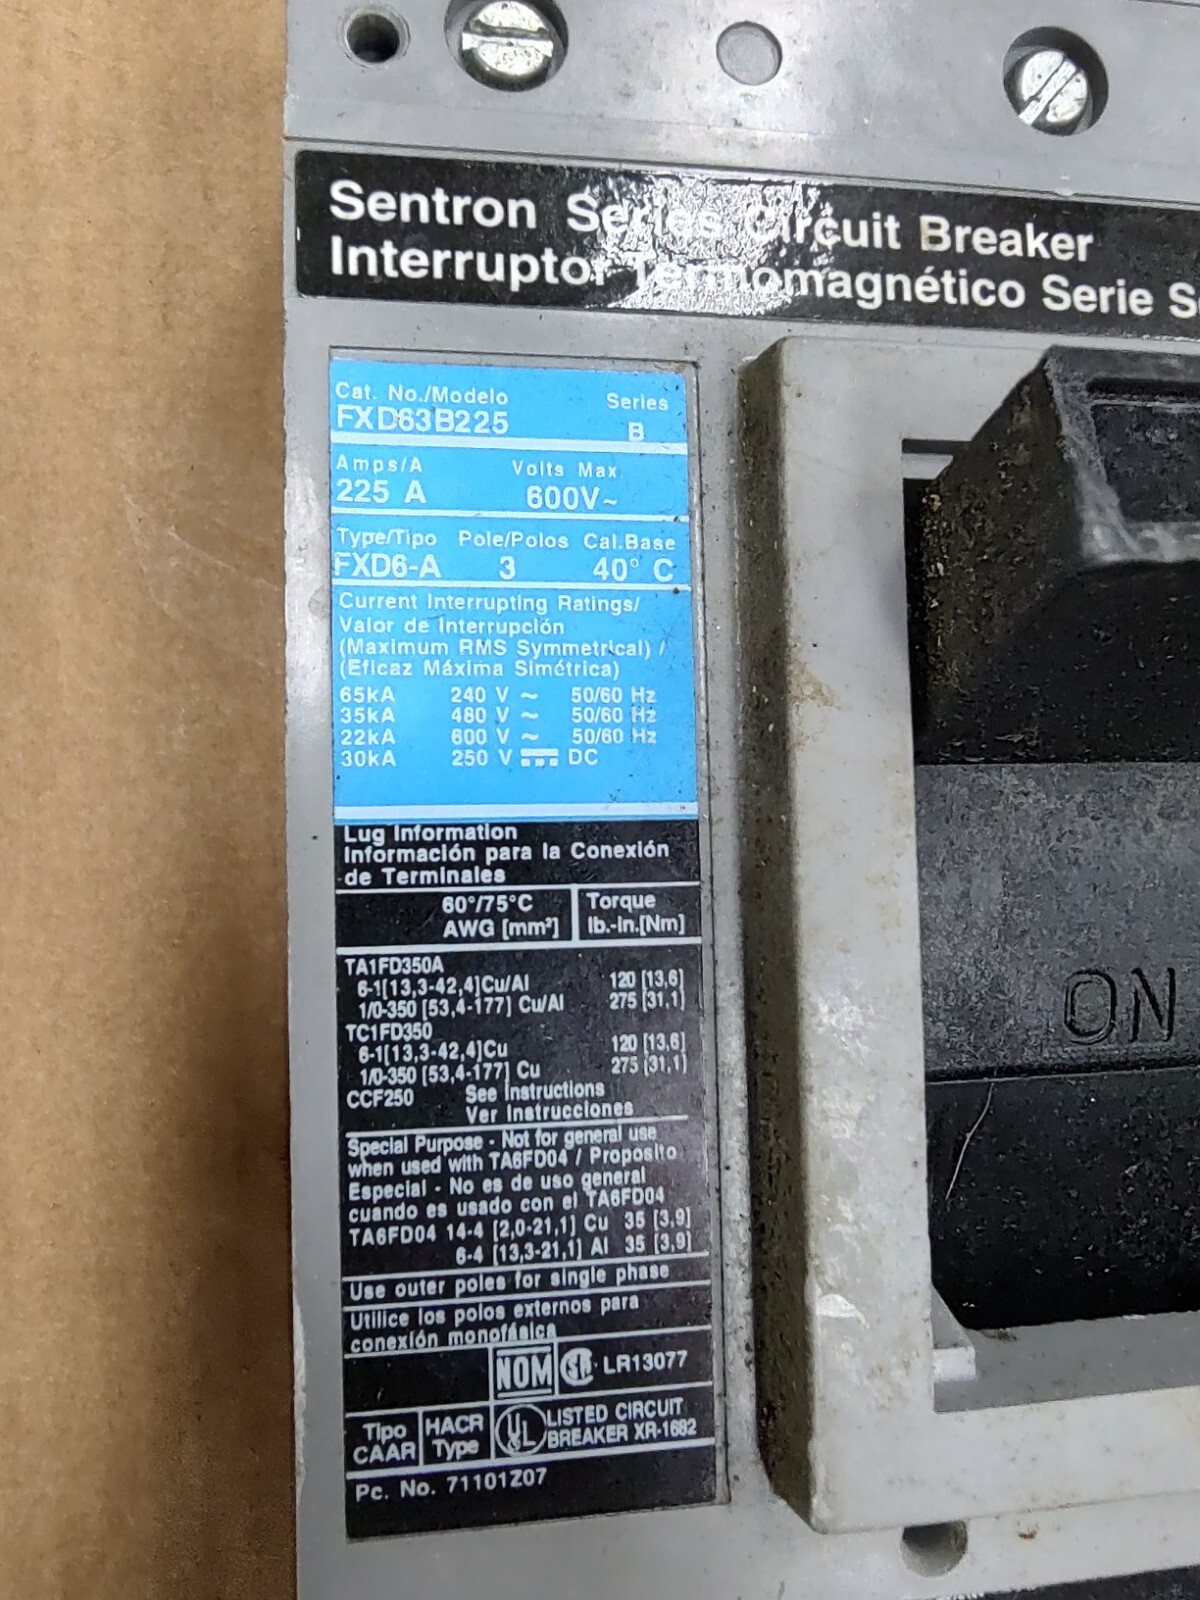 Sentron Series Circuit Breaker
Interruptor Termomagnético Serie S
Cat. No./Modelo Series
FXD63B225 B
Amps/A Volts Max
225 A 600V~
Type/Tipo Pole/Polos Cal.Base
FXD6-A 3 40° C
Current Interrupting Ratings/
Valor de Interrupción
(Maximum RMS Symmetrical) /
(Eficaz Máxima Simétrica)
65kA 240 V ~ 50/60 Hz
35kA 480 V ~ 50/60 Hz
22kA 600 V ~ 50/60 Hz
30kA 250 V ⎓ DC
Lug Information
Información para la Conexión
de Terminales
60°/75°C Torque
AWG [mm²] lb.-in.[Nm]
TA1FD350A
6-1[13,3-42,4]Cu/Al 120 [13,6]
1/0-350 [53,4-177] Cu/Al 275 [31,1]
TC1FD350
6-1[13,3-42,4]Cu 120 [13,6]
1/0-350 [53,4-177] Cu 275 [31,1]
CCF250 See Instructions
Ver Instrucciones
Special Purpose - Not for general use
when used with TA6FD04 / Proposito
Especial - No es de uso general
cuando es usado con el TA6FD04
TA6FD04 14-4 [2,0-21,1] Cu 35 [3,9]
6-4 [13,3-21,1] Al 35 [3,9]
Use outer poles for single phase
Utilice los polos externos para
conexión monofásica
NOM SA LR13077
Tipo HACR UL LISTED CIRCUIT
CAAR Type BREAKER XR-1682
Pc. No. 71101Z07
ON